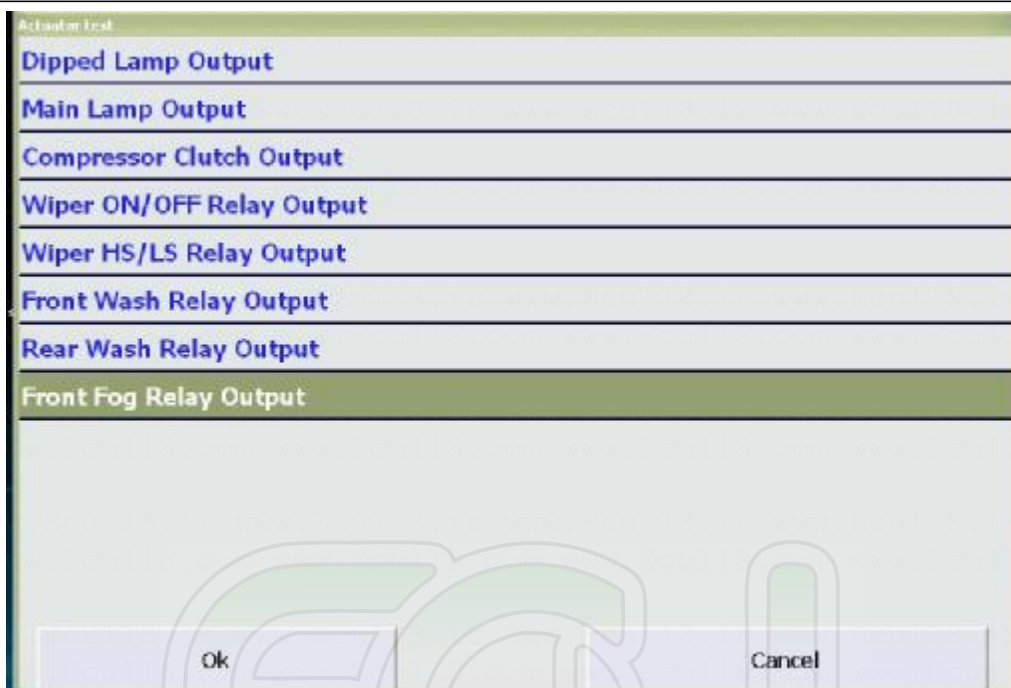 Actuator test
Dipped Lamp Output
Main Lamp Output
Compressor Clutch Output
Wiper ON/OFF Relay Output
Wiper HS/LS Relay Output
Front Wash Relay Output
Rear Wash Relay Output
Front Fog Relay Output
Ok
Cancel